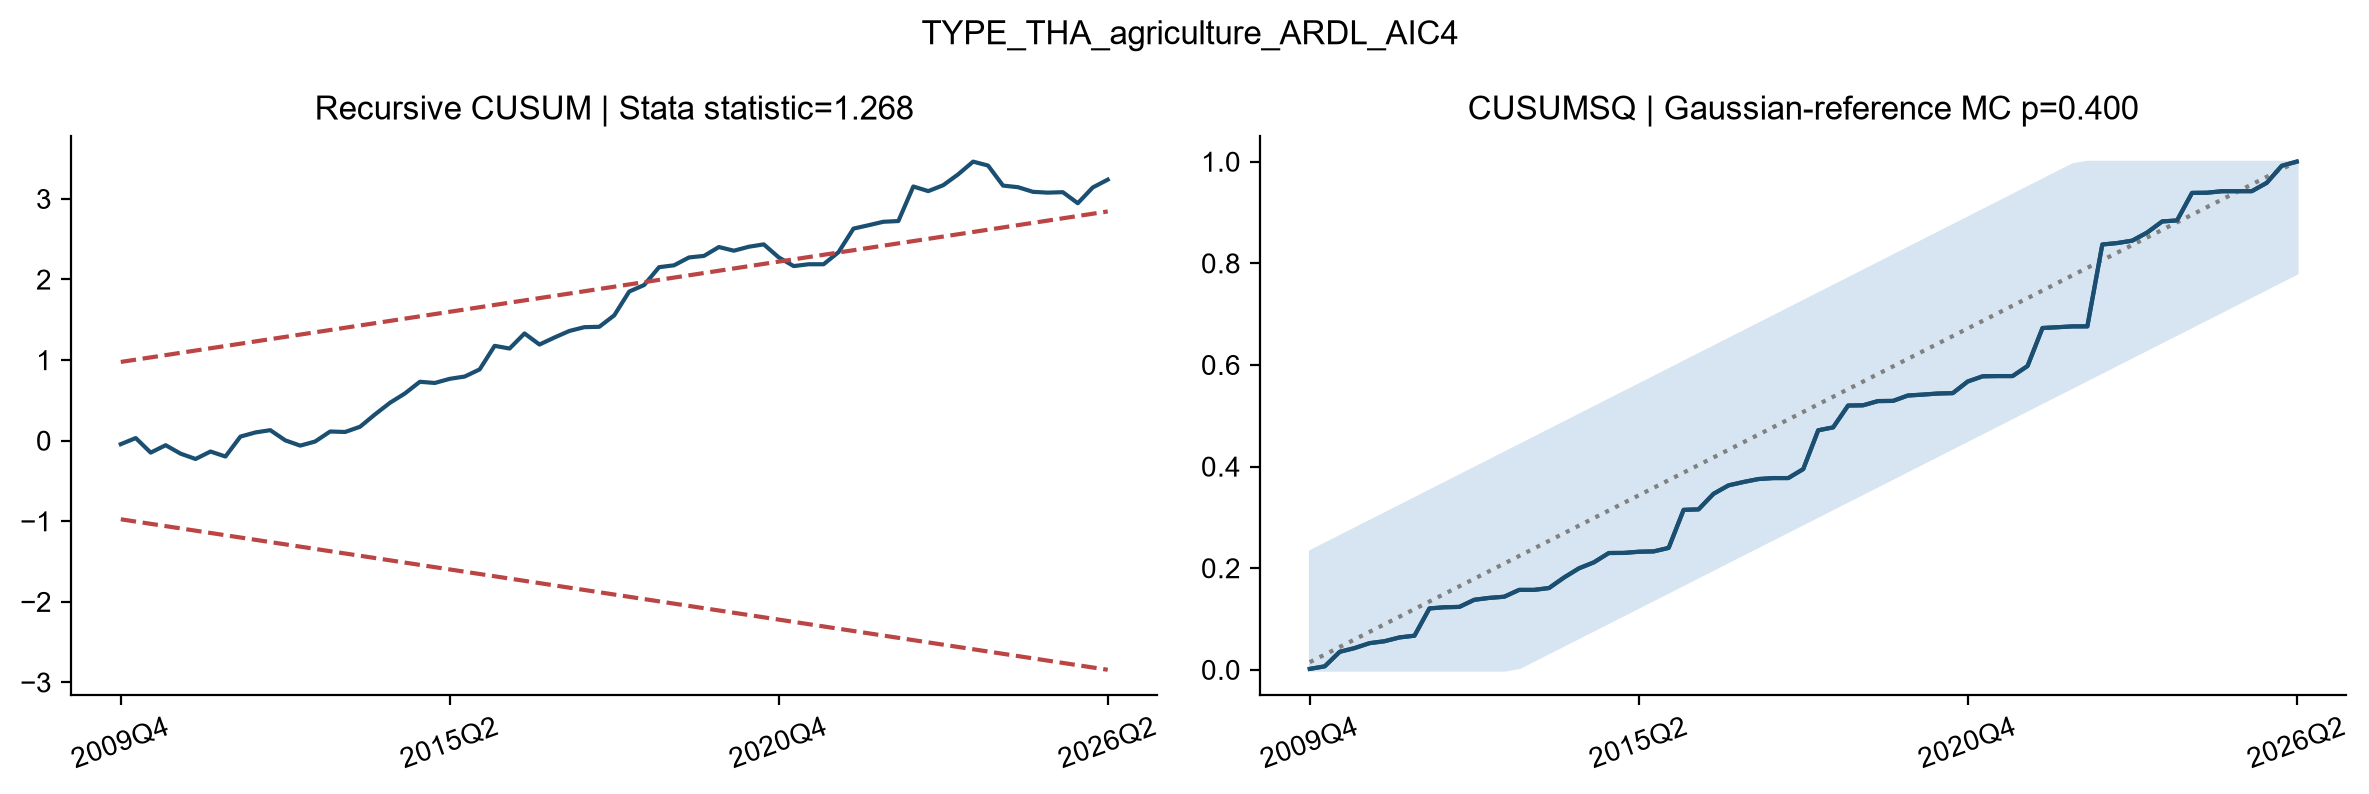 TYPE_THA_agriculture_ARDL_AIC4
Recursive CUSUM | Stata statistic=1.268
3
2
1
0
−1
−2
−3
2009Q4
2015Q2
2020Q4
2026Q2
CUSUMSQ | Gaussian-reference MC p=0.400
1.0
0.8
0.6
0.4
0.2
0.0
2009Q4
2015Q2
2020Q4
2026Q2